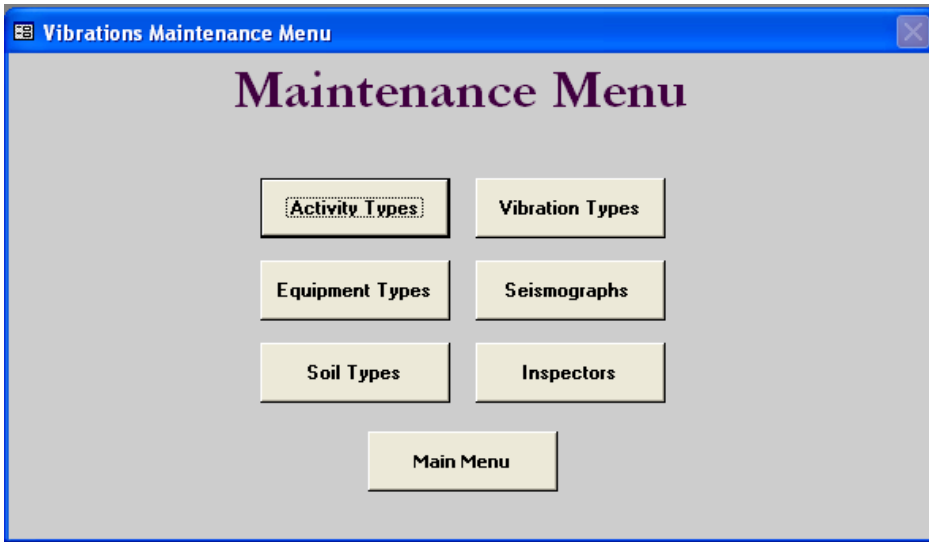 Vibrations Maintenance Menu
Maintenance Menu
Activity Types Vibration Types
Equipment Types Seismographs
Soil Types Inspectors
Main Menu